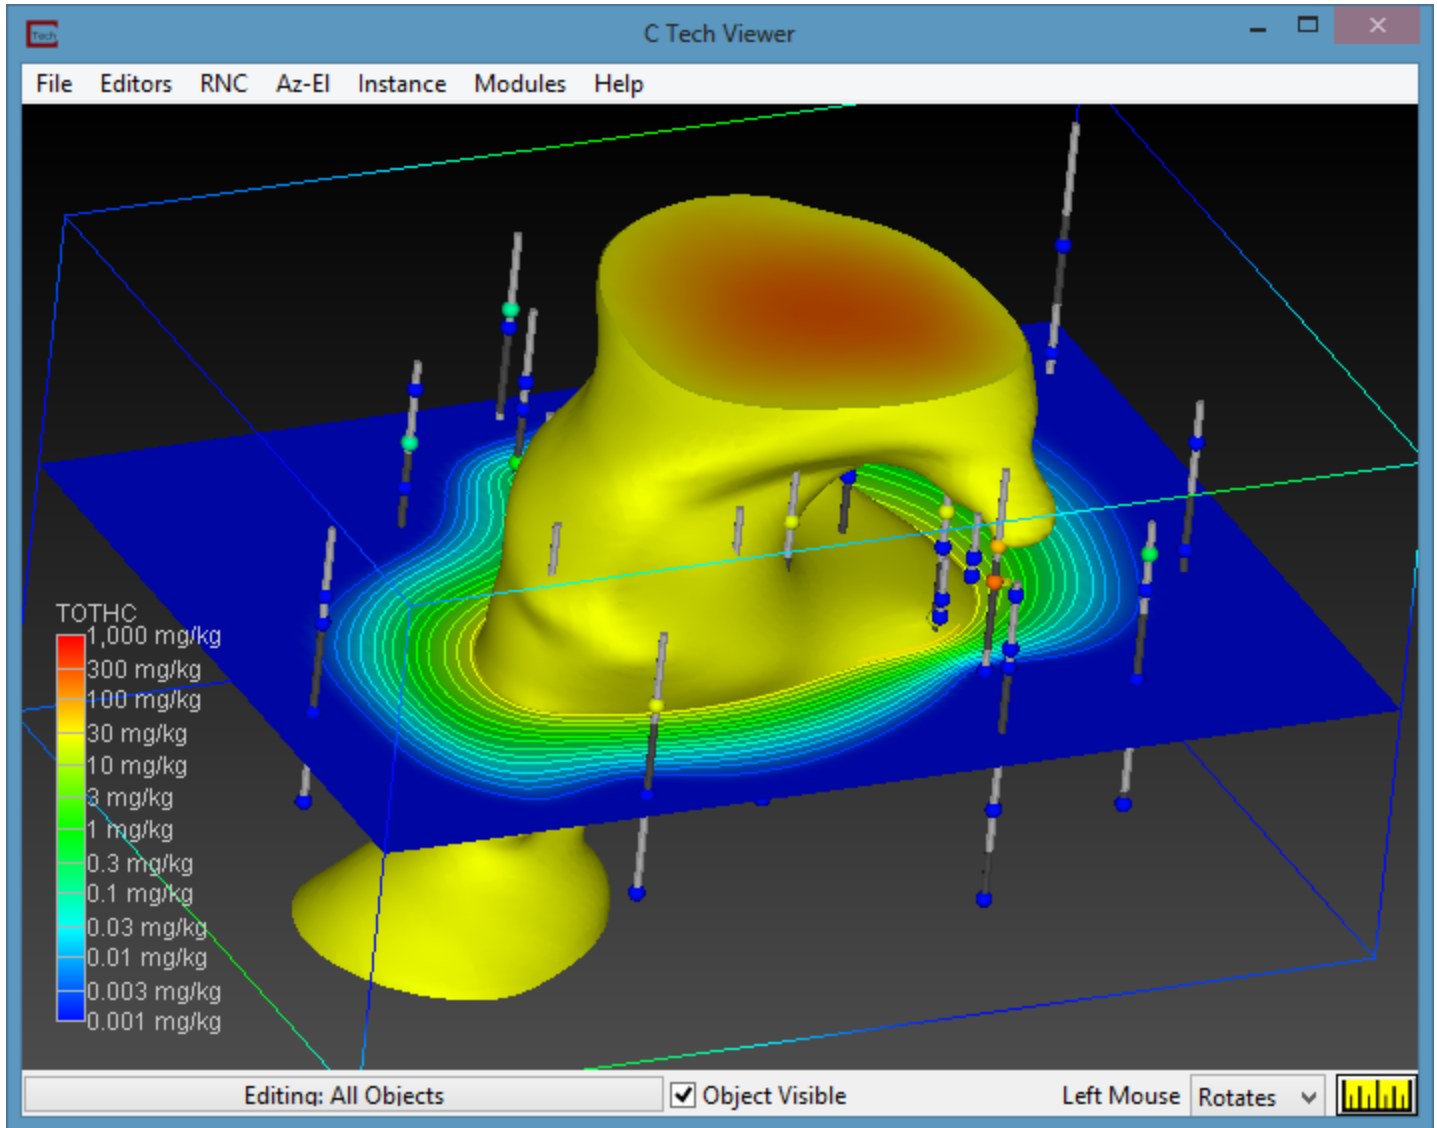 C Tech Viewer
Tech
File Editors RNC Az-El Instance Modules Help
TOTHC
1,000 mg/kg
300 mg/kg
100 mg/kg
30 mg/kg
10 mg/kg
3 mg/kg
1 mg/kg
0.3 mg/kg
0.1 mg/kg
0.03 mg/kg
0.01 mg/kg
0.003 mg/kg
0.001 mg/kg
Editing: All Objects Object Visible Left Mouse Rotates